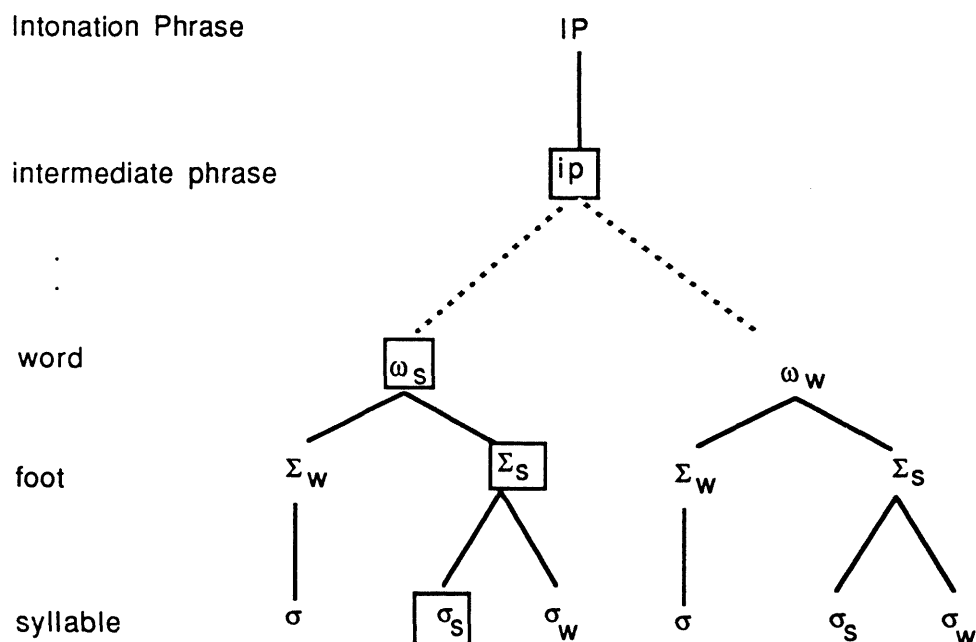 Intonation Phrase IP
intermediate phrase ip
.
.
word ωS ωW
foot ΣW ΣS ΣW ΣS
syllable σ σS σW σ σS σW